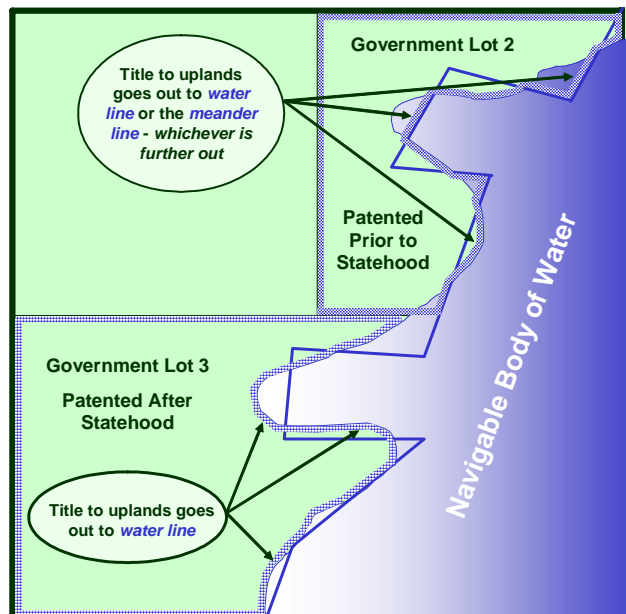 Government Lot 2
Title to uplands
goes out to water
line or the meander
line - whichever is
further out
Patented
Prior to
Statehood
Navigable Body of Water
Government Lot 3
Patented After
Statehood
Title to uplands goes
out to water line